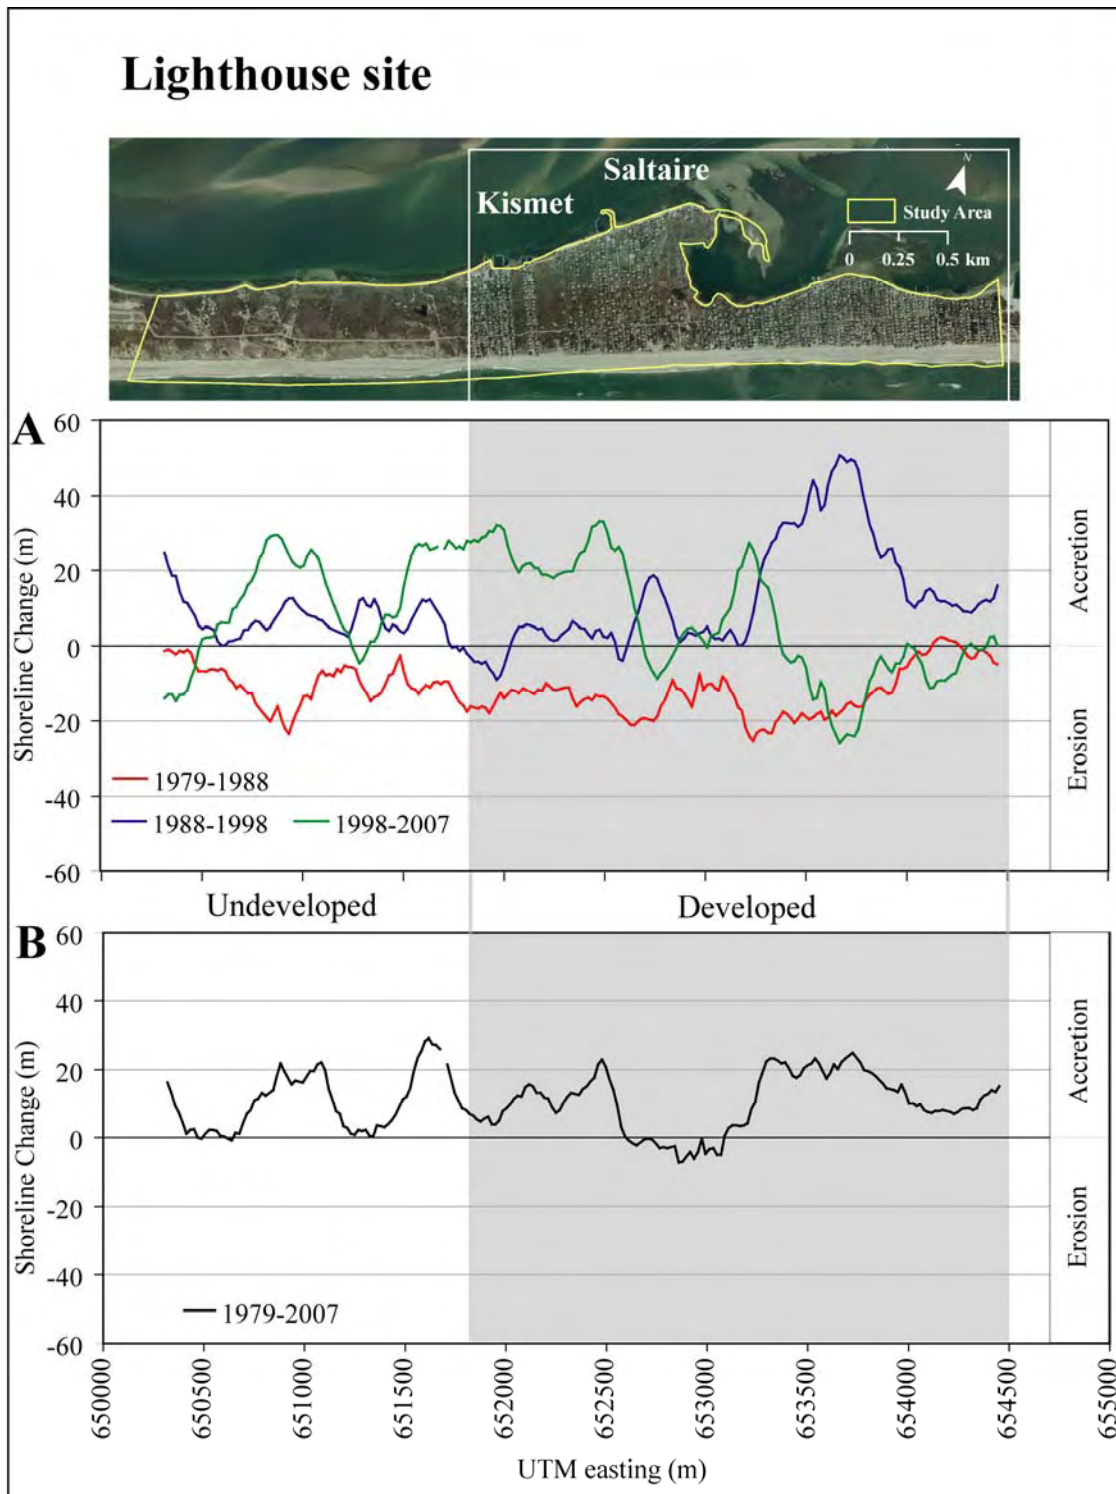 Lighthouse site
N
Saltaire
Kismet
Study Area
0 0.25 0.5 km
A
60
40
20
0
-20
-40
-60
Shoreline Change (m)
Accretion
Erosion
1979-1988
1988-1998
1998-2007
Undeveloped
Developed
B
60
40
20
0
-20
-40
-60
Shoreline Change (m)
Accretion
Erosion
1979-2007
650000
650500
651000
651500
652000
652500
653000
653500
654000
654500
655000
UTM easting (m)